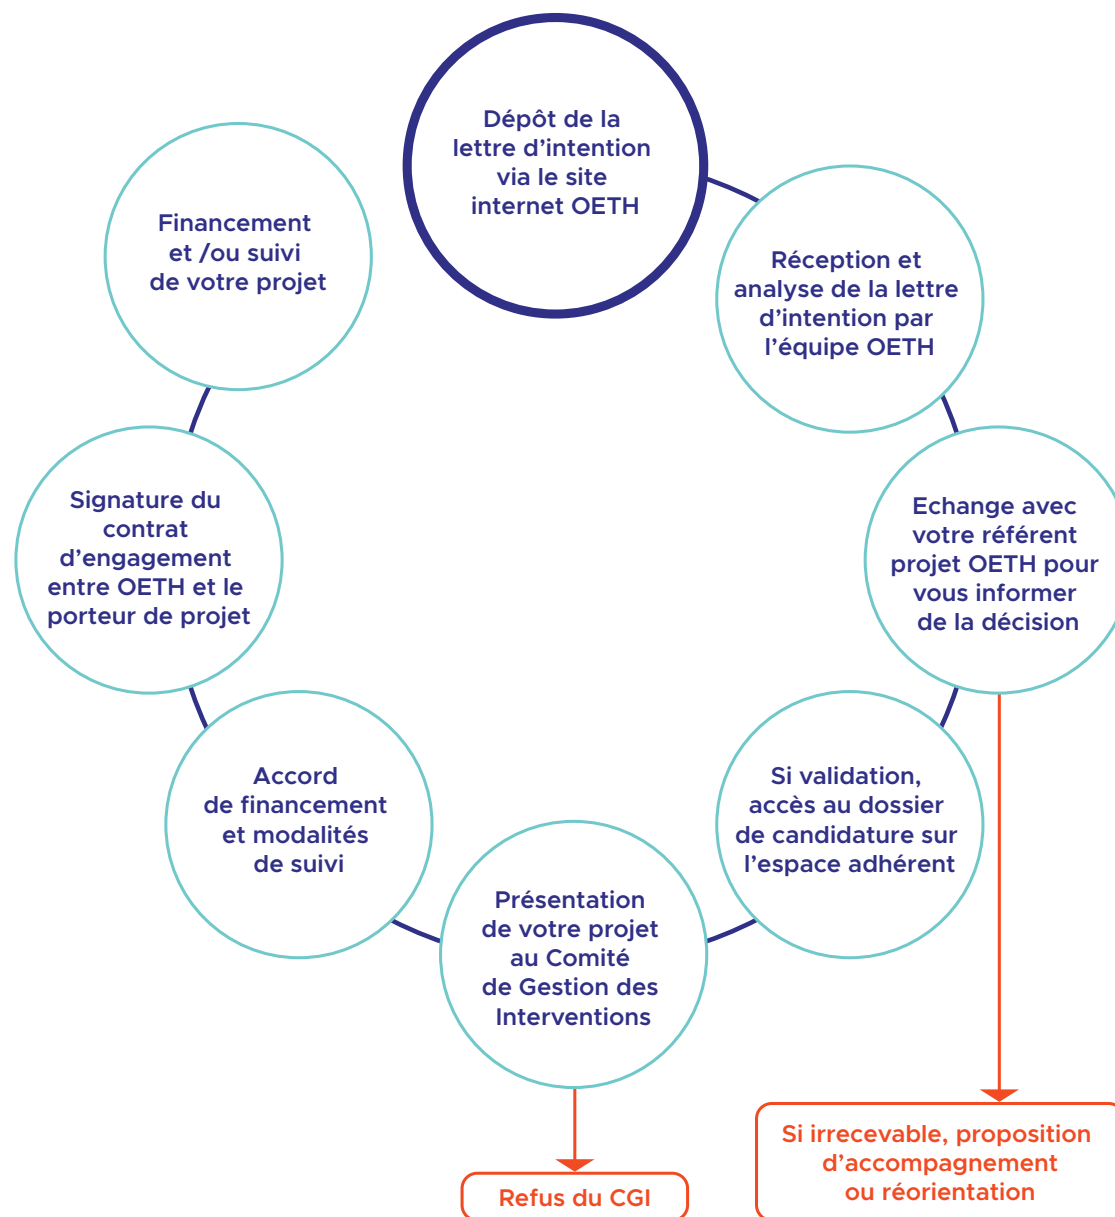 Dépôt de la
lettre d’intention
via le site
internet OETH
Réception et
analyse de la lettre
d’intention par
l’équipe OETH
Echange avec
votre référent
projet OETH pour
vous informer
de la décision
Si irrecevable, proposition
d’accompagnement
ou réorientation
Si validation,
accès au dossier
de candidature sur
l’espace adhérent
Présentation
de votre projet
au Comité
de Gestion des
Interventions
Refus du CGI
Accord
de financement
et modalités
de suivi
Signature du
contrat
d’engagement
entre OETH et le
porteur de projet
Financement
et /ou suivi
de votre projet